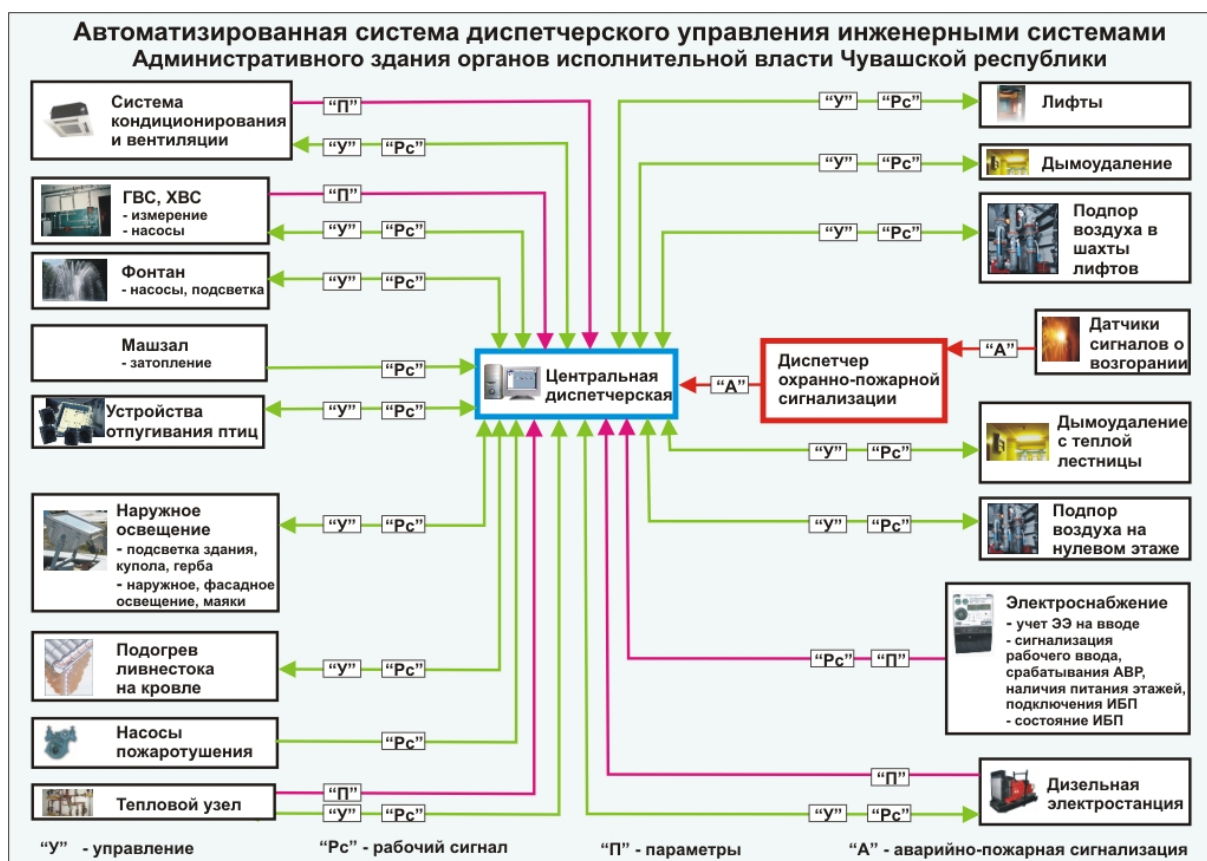 Автоматизированная система диспетчерского управления инженерными системами
Административного здания органов исполнительной власти Чувашской республики
Система
кондиционирования
и вентиляции
“П”
“У” “Рс”
ГВС, ХВС
- измерение
- насосы
“П”
“У” “Рс”
Фонтан
- насосы, подсветка
“У” “Рс”
Машзал
- затопление
“Рс”
Устройства
отпугивания птиц
“У” “Рс”
Наружное
освещение
- подсветка здания,
купола, герба
- наружное, фасадное
освещение, маяки
“У” “Рс”
Подогрев
ливнестока
на кровле
“У” “Рс”
Насосы
пожаротушения
“Рс”
Тепловой узел
“П”
“У” “Рс”
Центральная
диспетчерская
“У” “Рс”
Лифты
“У” “Рс”
Дымоудаление
“У” “Рс”
Подпор
воздуха в
шахты
лифтов
“А”
Диспетчер
охранно-пожарной
сигнализации
“А”
Датчики
сигналов о
возгорании
“У” “Рс”
Дымоудаление
с теплой
лестницы
“У” “Рс”
Подпор
воздуха на
нулевом этаже
“Рс” “П”
Электроснабжение
- учет ЭЭ на вводе
- сигнализация
рабочего ввода,
срабатывания АВР,
наличия питания этажей,
подключения ИБП
- состояние ИБП
“П”
“У” “Рс”
Дизельная
электростанция
“У” - управление “Рс” - рабочий сигнал “П” - параметры “А” - аварийно-пожарная сигнализация